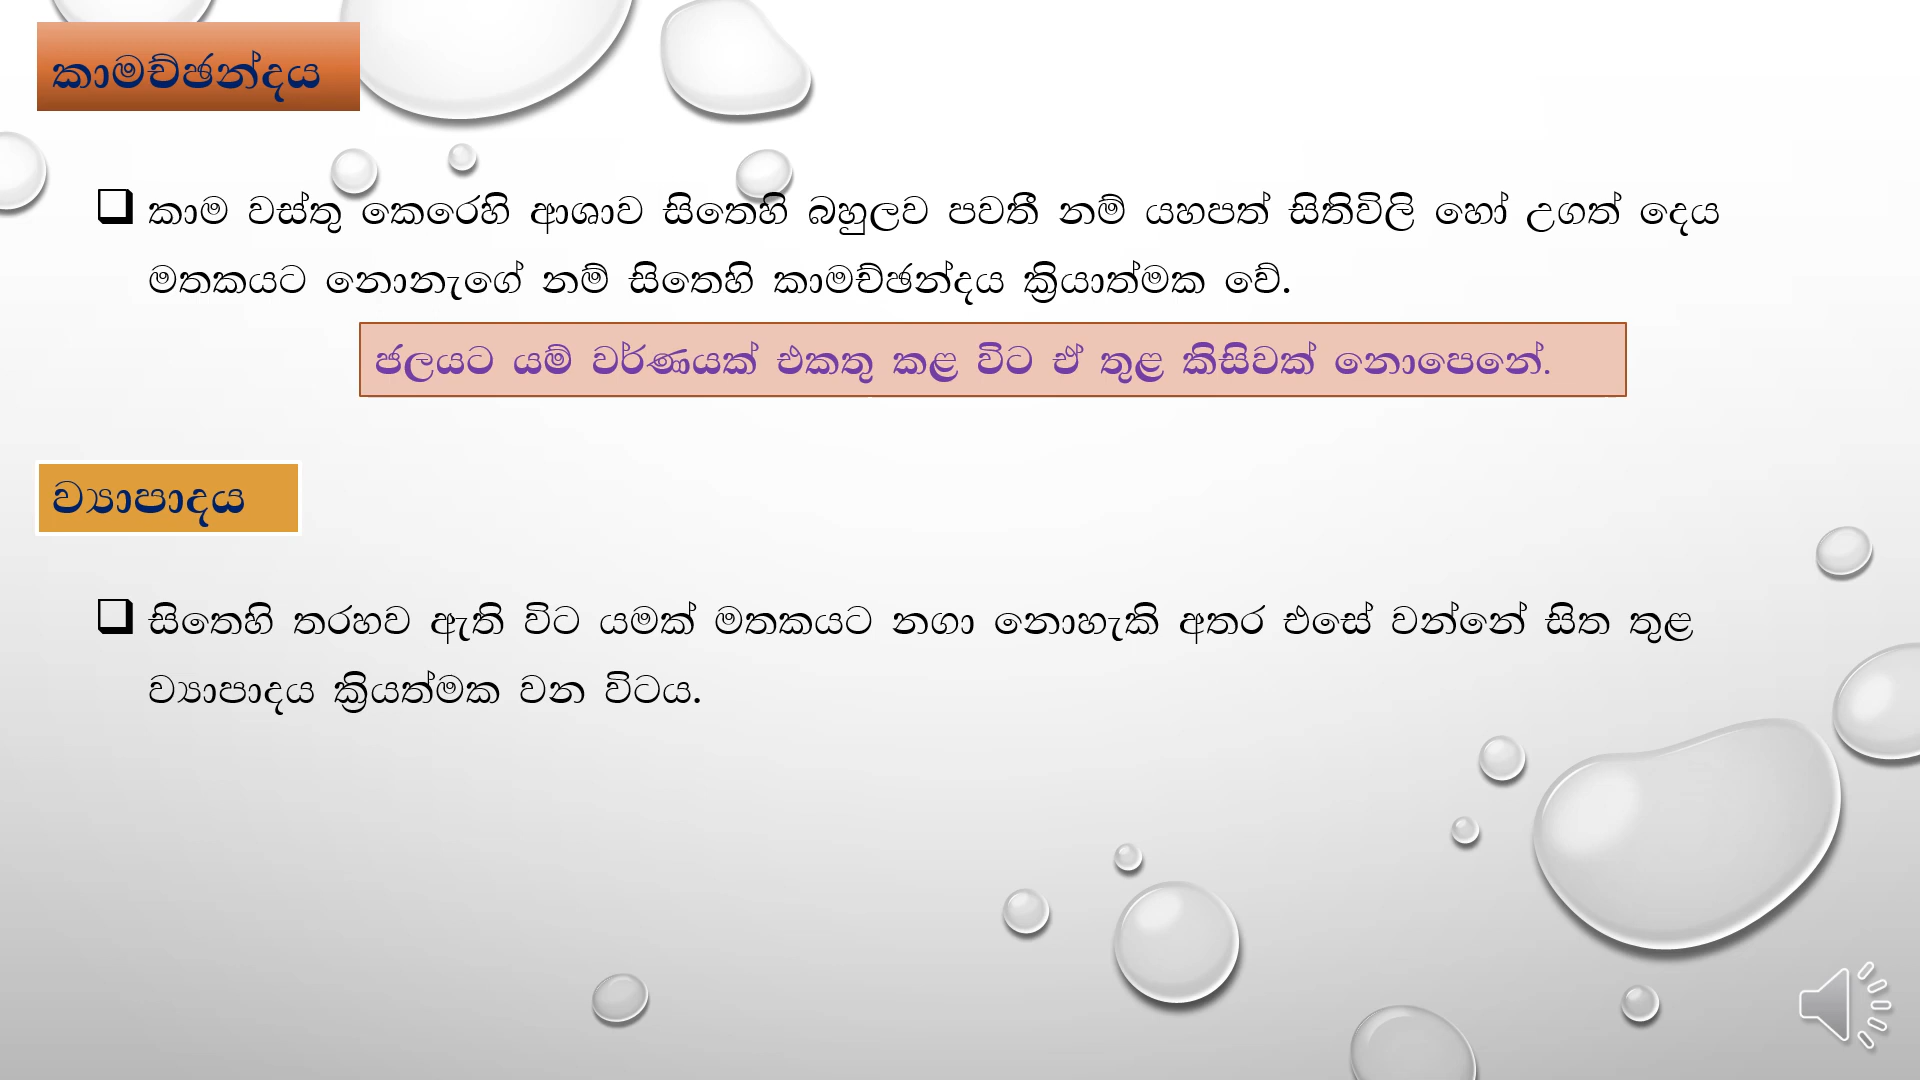 කාමච්ඡන්දය
කාම වස්තු කෙරෙහි ආශාව සිතෙහි බහුලව පවතී නම් යහපත් සිතිවිලි හෝ උගත් දෙය
මතකයට නොනැගේ නම් සිතෙහි කාමච්ඡන්දය ක්‍රියාත්මක වේ.
ජලයට යම් වර්ණයක් එකතු කළ විට ඒ තුළ කිසිවක් නොපෙනේ.
ව්‍යාපාදය
සිතෙහි තරහව ඇති විට යමක් මතකයට නගා නොහැකි අතර එසේ වන්නේ සිත තුළ
ව්‍යාපාදය ක්‍රියත්මක වන විටය.